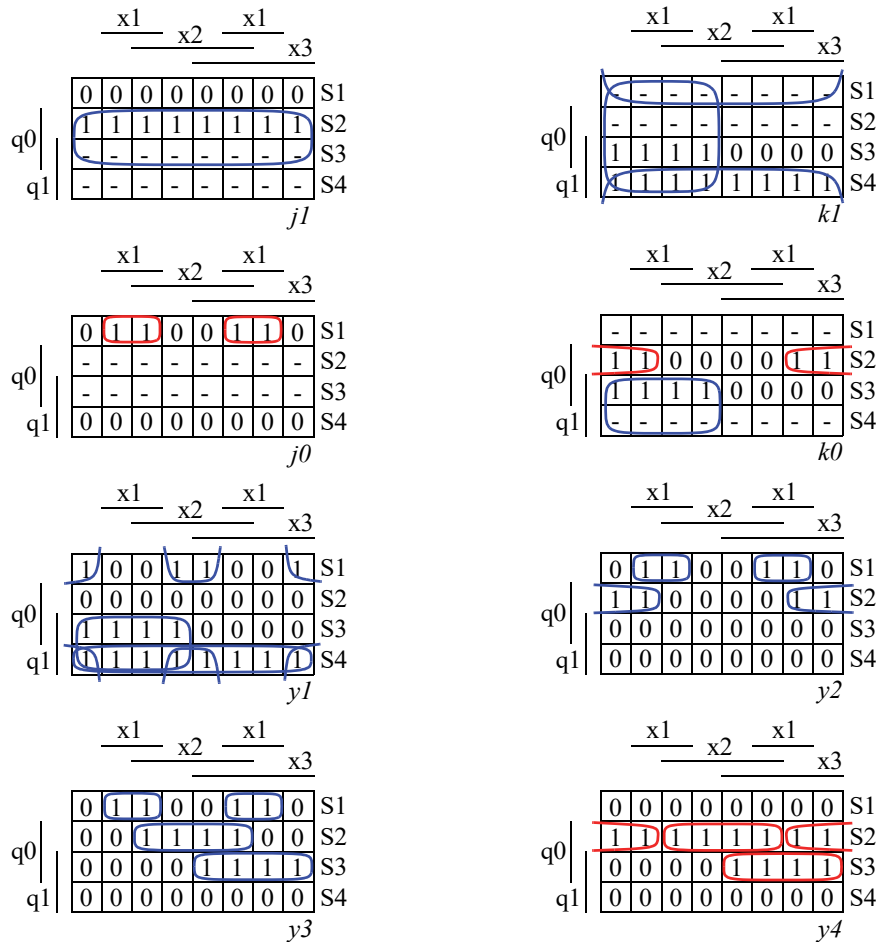 x1 x1 x1 x1
x2 x2
x3 x3
0 0 0 0 0 0 0 0 S1 - - - - - - - - S1
q0 1 1 1 1 1 1 1 1 S2 q0 - - - - - - - - S2
- - - - - - - - S3 1 1 1 1 0 0 0 0 S3
q1 - - - - - - - - S4 q1 1 1 1 1 1 1 1 1 S4
j1 k1
x1 x1 x1 x1
x2 x2
x3 x3
0 1 1 0 0 1 1 0 S1 - - - - - - - - S1
q0 - - - - - - - - S2 q0 1 1 0 0 0 0 1 1 S2
- - - - - - - - S3 1 1 1 1 0 0 0 0 S3
q1 0 0 0 0 0 0 0 0 S4 q1 - - - - - - - - S4
j0 k0
x1 x1 x1 x1
x2 x2
x3 x3
1 0 0 1 1 0 0 1 S1 0 1 1 0 0 1 1 0 S1
q0 0 0 0 0 0 0 0 0 S2 q0 1 1 0 0 0 0 1 1 S2
1 1 1 1 0 0 0 0 S3 0 0 0 0 0 0 0 0 S3
q1 1 1 1 1 1 1 1 1 S4 q1 0 0 0 0 0 0 0 0 S4
y1 y2
x1 x1 x1 x1
x2 x2
x3 x3
0 1 1 0 0 1 1 0 S1 0 0 0 0 0 0 0 0 S1
q0 0 0 1 1 1 1 0 0 S2 q0 1 1 1 1 1 1 1 1 S2
0 0 0 0 1 1 1 1 S3 0 0 0 0 1 1 1 1 S3
q1 0 0 0 0 0 0 0 0 S4 q1 0 0 0 0 0 0 0 0 S4
y3 y4